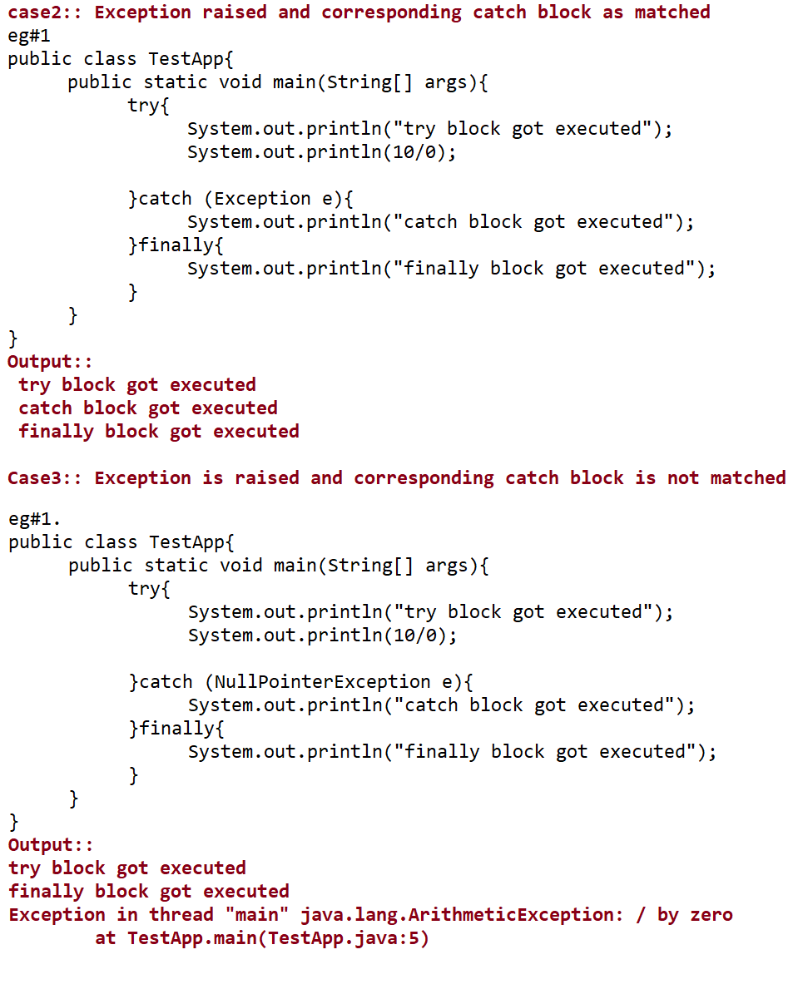 case2:: Exception raised and corresponding catch block as matched
eg#1
public class TestApp{
public static void main(String[] args){
try{
System.out.println("try block got executed");
System.out.println(10/0);
}catch (Exception e){
System.out.println("catch block got executed");
}finally{
System.out.println("finally block got executed");
}
}
}
Output::
try block got executed
catch block got executed
finally block got executed
Case3:: Exception is raised and corresponding catch block is not matched
eg#1.
public class TestApp{
public static void main(String[] args){
try{
System.out.println("try block got executed");
System.out.println(10/0);
}catch (NullPointerException e){
System.out.println("catch block got executed");
}finally{
System.out.println("finally block got executed");
}
}
}
Output::
try block got executed
finally block got executed
Exception in thread "main" java.lang.ArithmeticException: / by zero
at TestApp.main(TestApp.java:5)